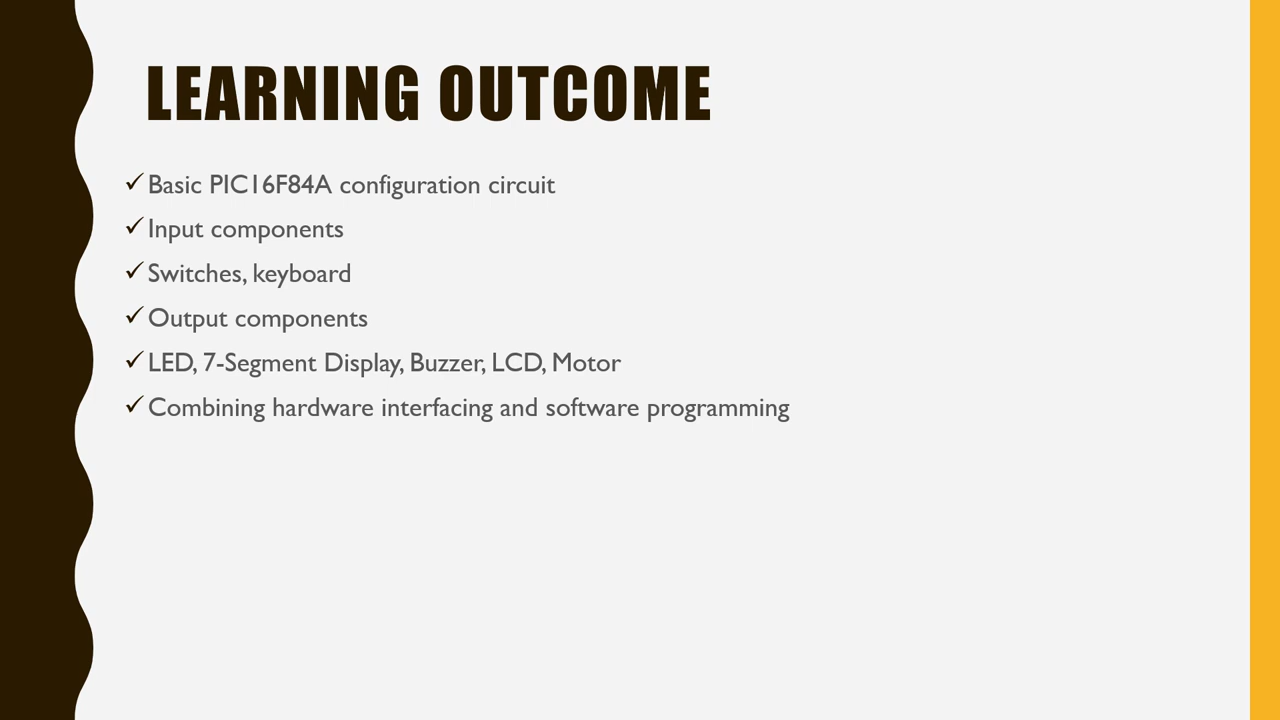 LEARNING OUTCOME
✓Basic PIC16F84A configuration circuit
✓Input components
✓Switches, keyboard
✓Output components
✓LED, 7-Segment Display, Buzzer, LCD, Motor
✓Combining hardware interfacing and software programming